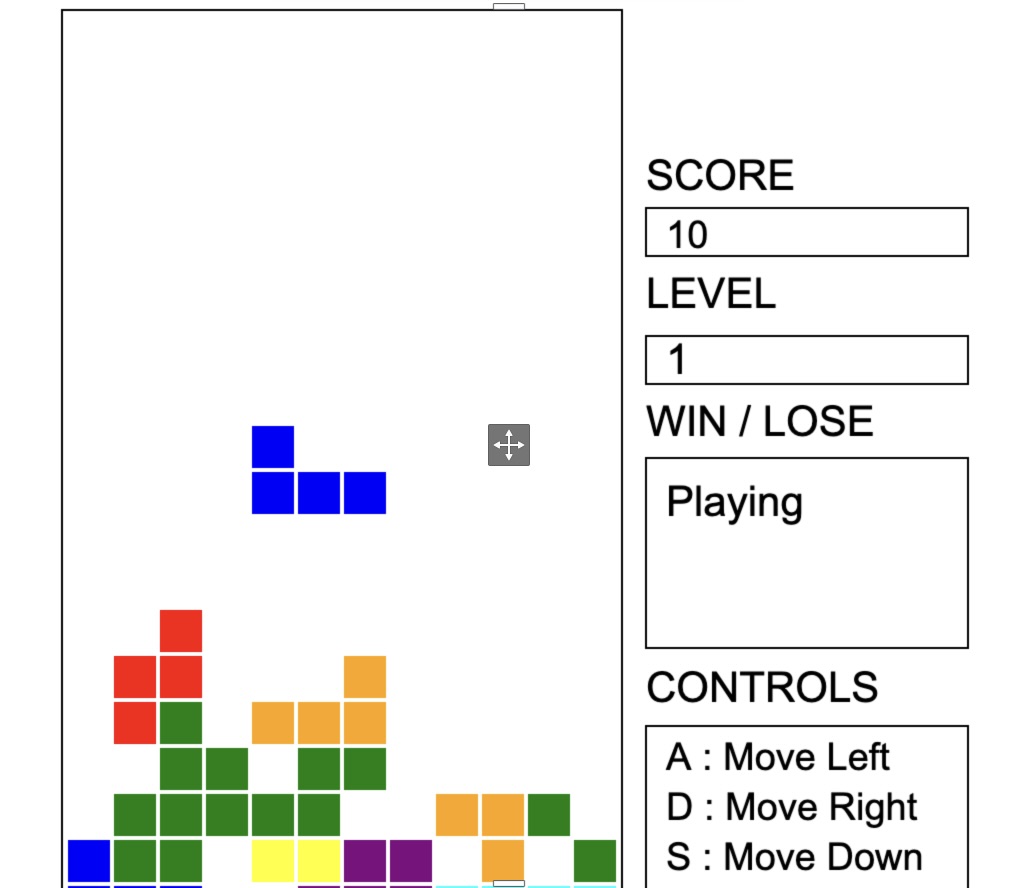 SCORE
10
LEVEL
1
WIN / LOSE
Playing
CONTROLS
A : Move Left
D : Move Right
S : Move Down